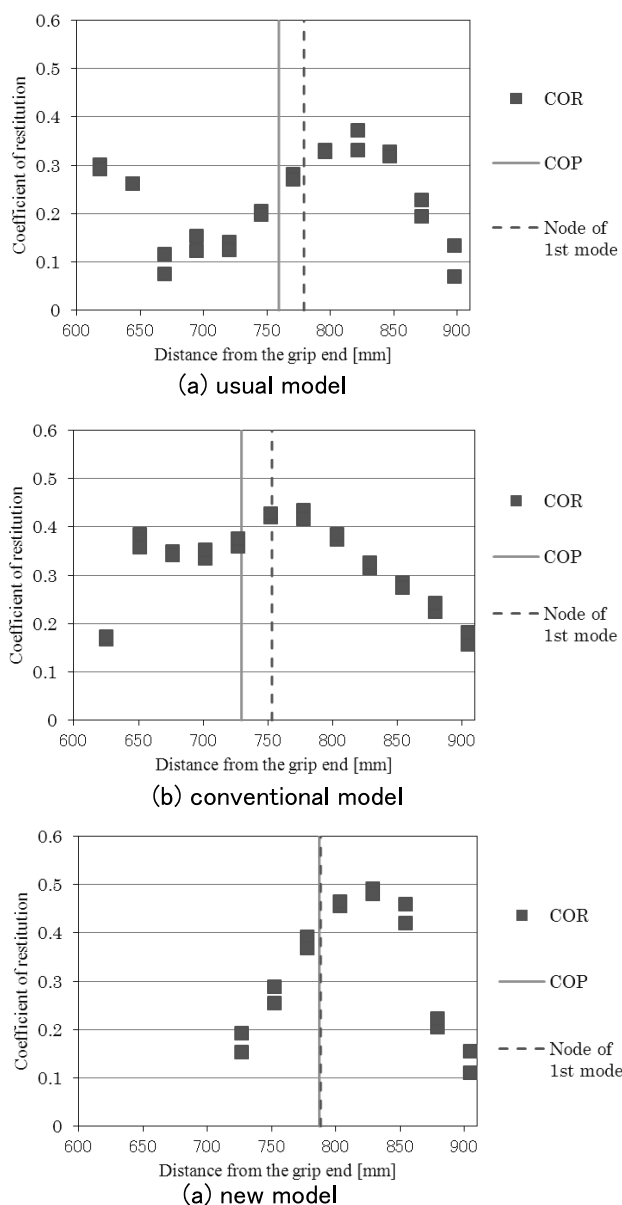 0.6
0.5
0.4
0.3
0.2
0.1
0
Coefficient of restitution
600 650 700 750 800 850 900
Distance from the grip end [mm]
COR
COP
Node of
1st mode
(a) usual model
0.6
0.5
0.4
0.3
0.2
0.1
0
Coefficient of restitution
600 650 700 750 800 850 900
Distance from the grip end [mm]
COR
COP
Node of
1st mode
(b) conventional model
0.6
0.5
0.4
0.3
0.2
0.1
0
Coefficient of restitution
600 650 700 750 800 850 900
Distance from the grip end [mm]
COR
COP
Node of
1st mode
(a) new model